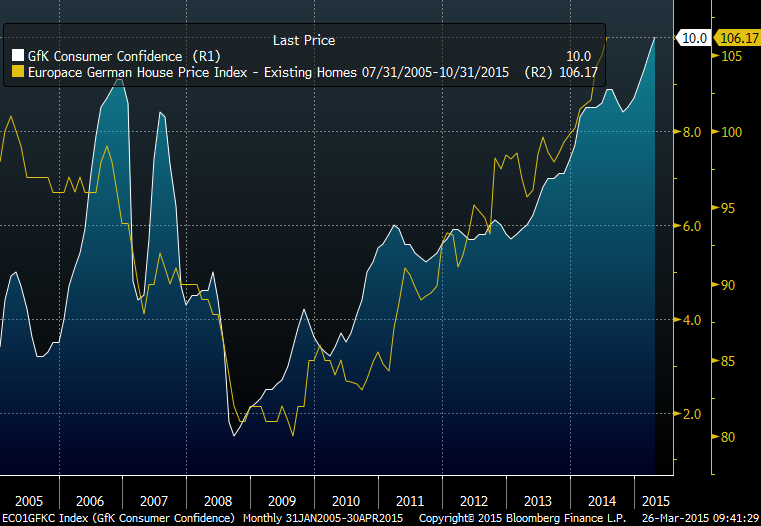 Last Price
GfK Consumer Confidence (R1) 10.0
Europace German House Price Index - Existing Homes 07/31/2005-10/31/2015 (R2) 106.17
10.0 106.17
105
8.0 100
95
6.0
90
4.0
85
2.0
80
2005 2006 2007 2008 2009 2010 2011 2012 2013 2014 2015
ECO1GFKC Index (GfK Consumer Confidence) Monthly 31JAN2005-30APR2015 Copyright© 2015 Bloomberg Finance L.P. 26-Mar-2015 09:41:29